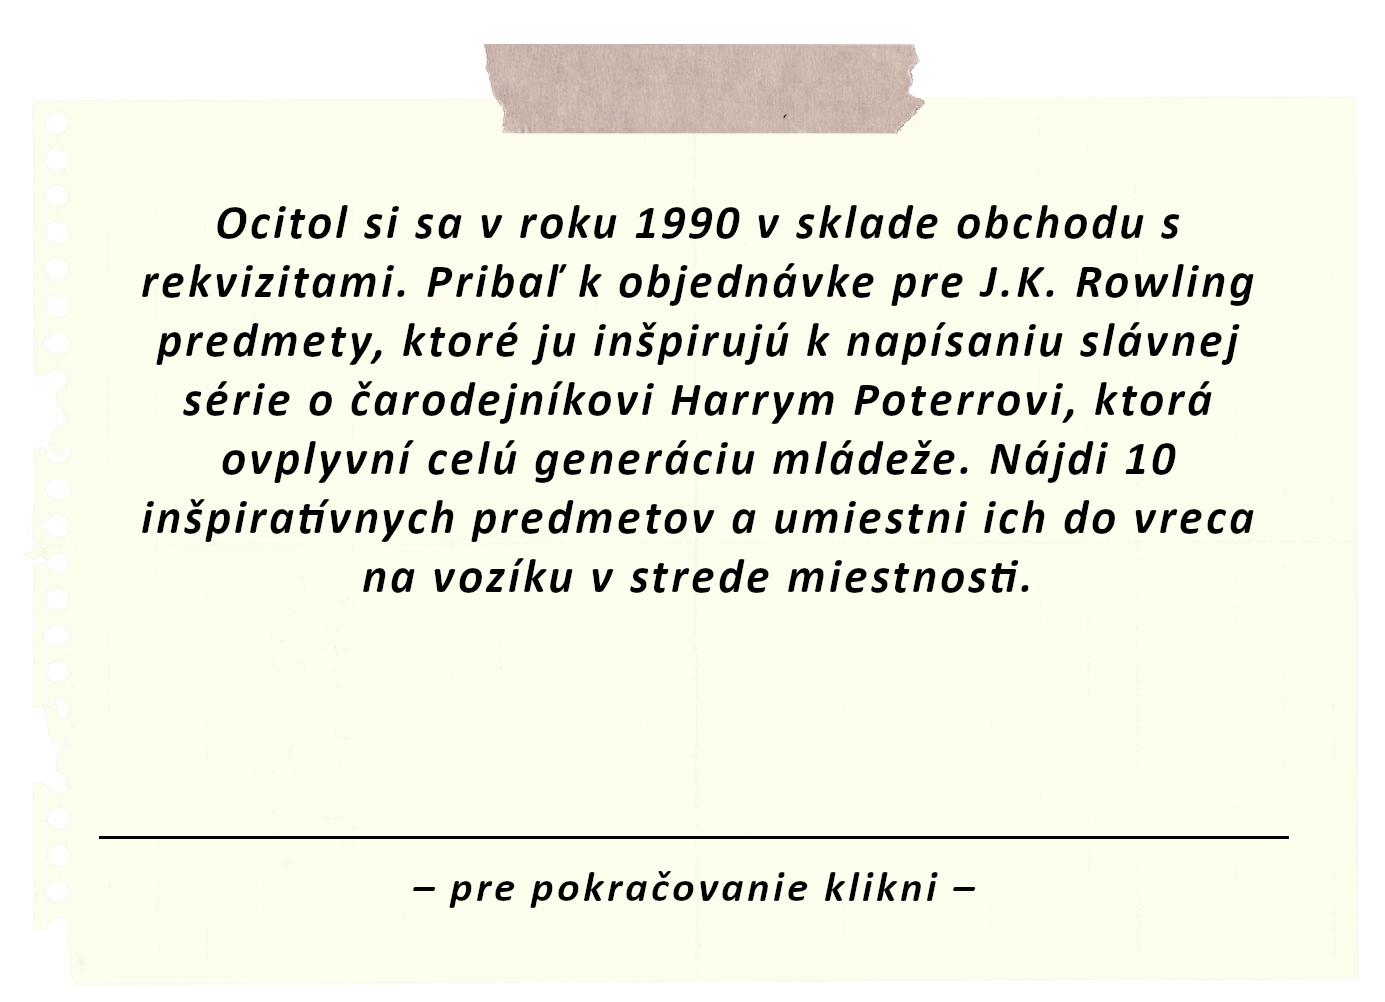 Ocitol si sa v roku 1990 v sklade obchodu s
rekvizitami. Pribaľ k objednávke pre J.K. Rowling
predmety, ktoré ju inšpirujú k napísaniu slávnej
série o čarodejníkovi Harrym Poterrovi, ktorá
ovplyvní celú generáciu mládeže. Nájdi 10
inšpiratívnych predmetov a umiestni ich do vreca
na vozíku v strede miestnosti.
– pre pokračovanie klikni –